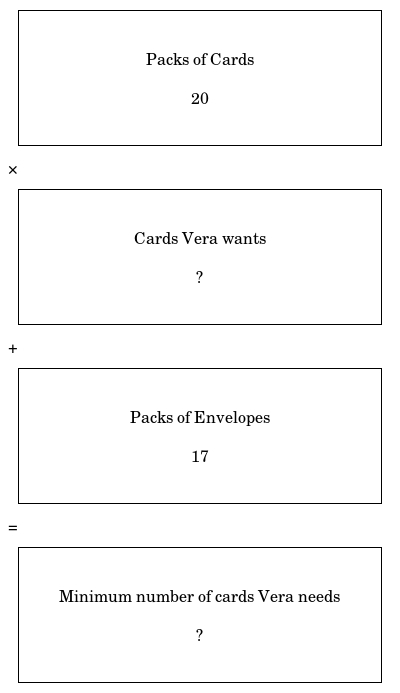 Packs of Cards
20
×
Cards Vera wants
?
+
Packs of Envelopes
17
=
Minimum number of cards Vera needs
?